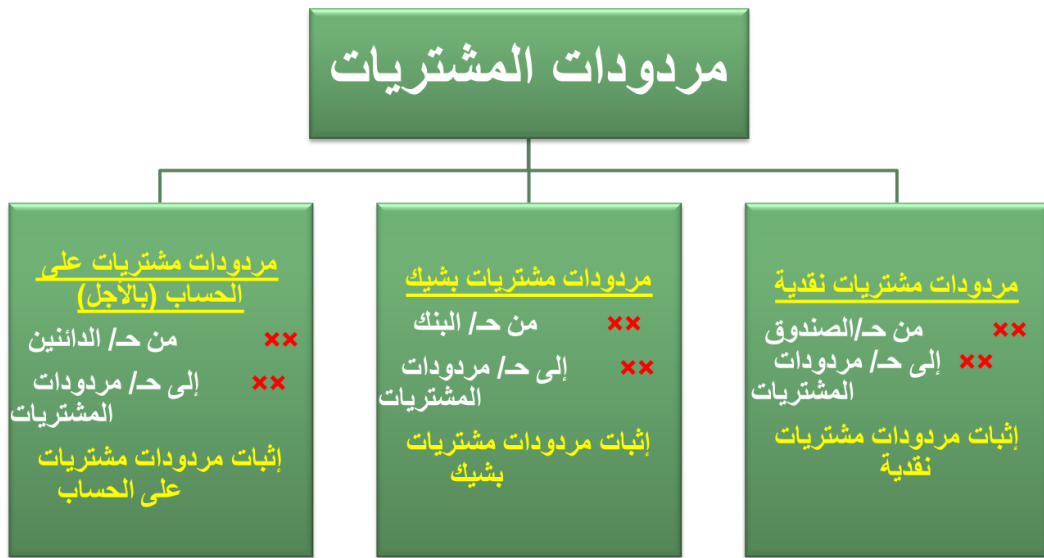 مردودات المشتريات
مردودات مشتريات نقدية
×× من حـ/الصندوق
×× إلى حـ/ مردودات
المشتريات
إثبات مردودات مشتريات
نقدية
مردودات مشتريات بشيك
×× من حـ/ البنك
×× إلى حـ/ مردودات
المشتريات
إثبات مردودات مشتريات
بشيك
مردودات مشتريات على
الحساب (بالأجل)
×× من حـ/ الدائنين
×× إلى حـ/ مردودات
المشتريات
إثبات مردودات مشتريات
على الحساب